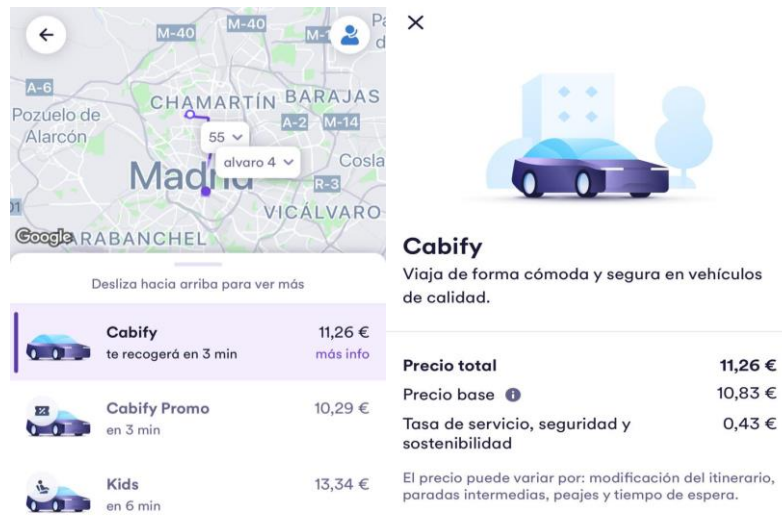 M-40
M-40
A-6
CHAMARTÍN
BARAJAS
Pozuelo de
Alarcón
A-2
M-14
55
alvaro 4
Cosla
Madrid
R-3
VICÁLVARO
Google
ARABANCHEL
Desliza hacia arriba para ver más
Cabify 11,26 €
te recogerá en 3 min más info
Cabify Promo 10,29 €
en 3 min
Kids 13,34 €
en 6 min
Cabify
Viaja de forma cómoda y segura en vehículos
de calidad.
Precio total 11,26 €
Precio base 10,83 €
Tasa de servicio, seguridad y 0,43 €
sostenibilidad
El precio puede variar por: modificación del itinerario,
paradas intermedias, peajes y tiempo de espera.